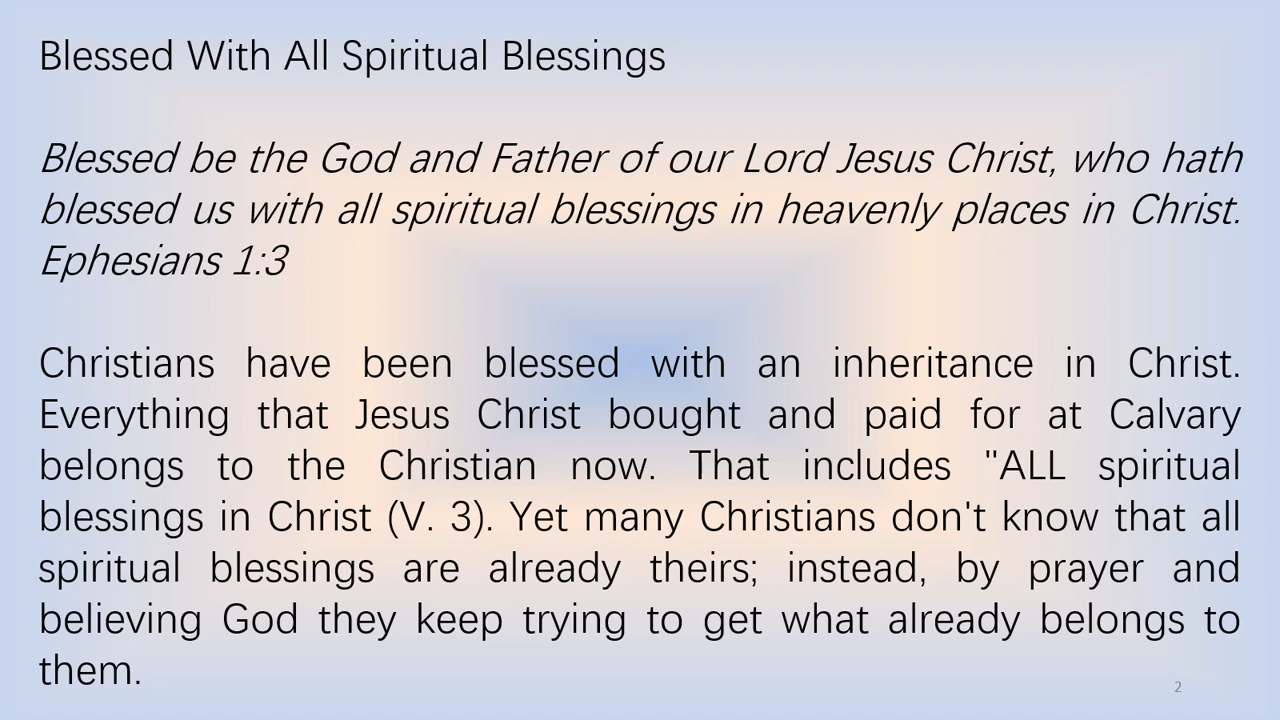 Blessed With All Spiritual Blessings
Blessed be the God and Father of our Lord Jesus Christ, who hath
blessed us with all spiritual blessings in heavenly places in Christ.
Ephesians 1:3
Christians have been blessed with an inheritance in Christ.
Everything that Jesus Christ bought and paid for at Calvary
belongs to the Christian now. That includes "ALL spiritual
blessings in Christ (V. 3). Yet many Christians don't know that all
spiritual blessings are already theirs; instead, by prayer and
believing God they keep trying to get what already belongs to
them.
2